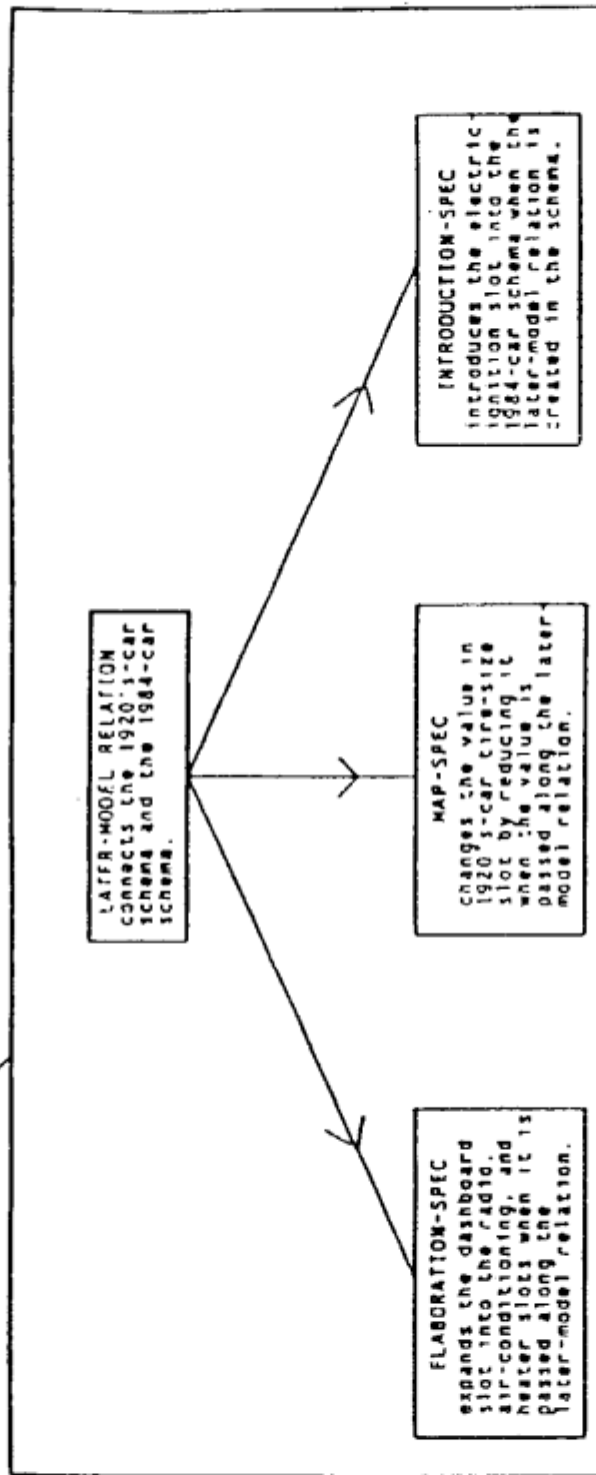 LATER-MODEL RELATION
connects the 1920's-car
schema and the 1984-car
schema.
ELABORATION-SPEC
expands the dashboard
slot into the radio,
air-conditioning, and
heater slots when it is
passed along the
later-model relation.
MAP-SPEC
changes the value in
1920's-car tire-size
slot by reducing it
when the value is
passed along the later-
model relation.
INTRODUCTION-SPEC
introduces the electric-
ignition slot into the
1984-car schema when the
later-model relation is
created in the schema.